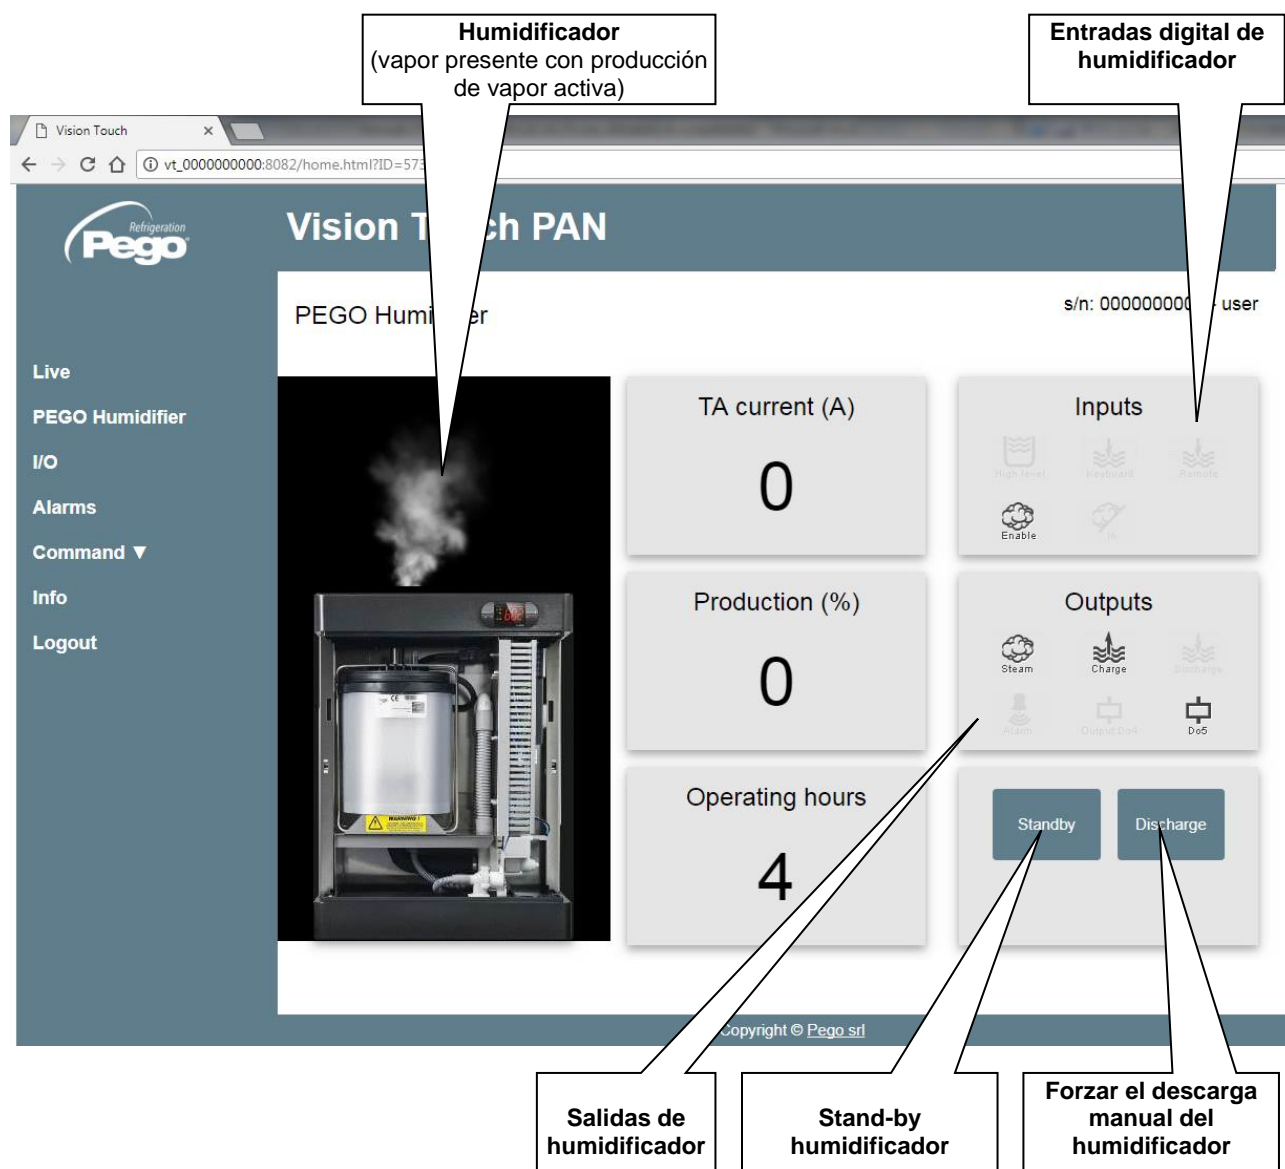 Humidificador
(vapor presente con producción
de vapor activa)
Entradas digital de
humidificador
Vision Touch
vt_0000000000:8082/home.html?ID=573
Refrigeration
Pego
Vision T ch PAN
PEGO Humi er
s/n: 000000000 - user
Live
PEGO Humidifier
I/O
Alarms
Command ▼
Info
Logout
TA current (A)
0
Inputs
High level
Keyboard
Remote
Enable
Production (%)
0
Outputs
Steam
Charge
Discharge
Alarm
Output Do4
Do5
WARNING !
Operating hours
4
Standby
Discharge
Copyright © Pego srl
Salidas de
humidificador
Stand-by
humidificador
Forzar el descarga
manual del
humidificador